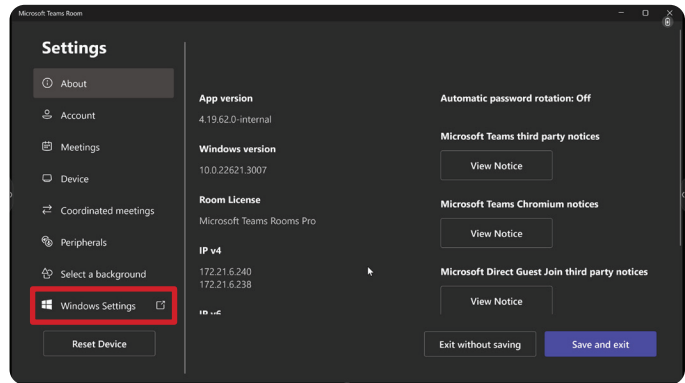 Microsoft Teams Room
Settings
About
Account
Meetings
Device
Coordinated meetings
Peripherals
Select a background
Windows Settings
Reset Device
App version
4.19.62.0-internal
Windows version
10.0.22621.3007
Room License
Microsoft Teams Rooms Pro
IP v4
172.21.6.240
172.21.6.238
IP v6
Automatic password rotation: Off
Microsoft Teams third party notices
View Notice
Microsoft Teams Chromium notices
View Notice
Microsoft Direct Guest Join third party notices
View Notice
Exit without saving
Save and exit